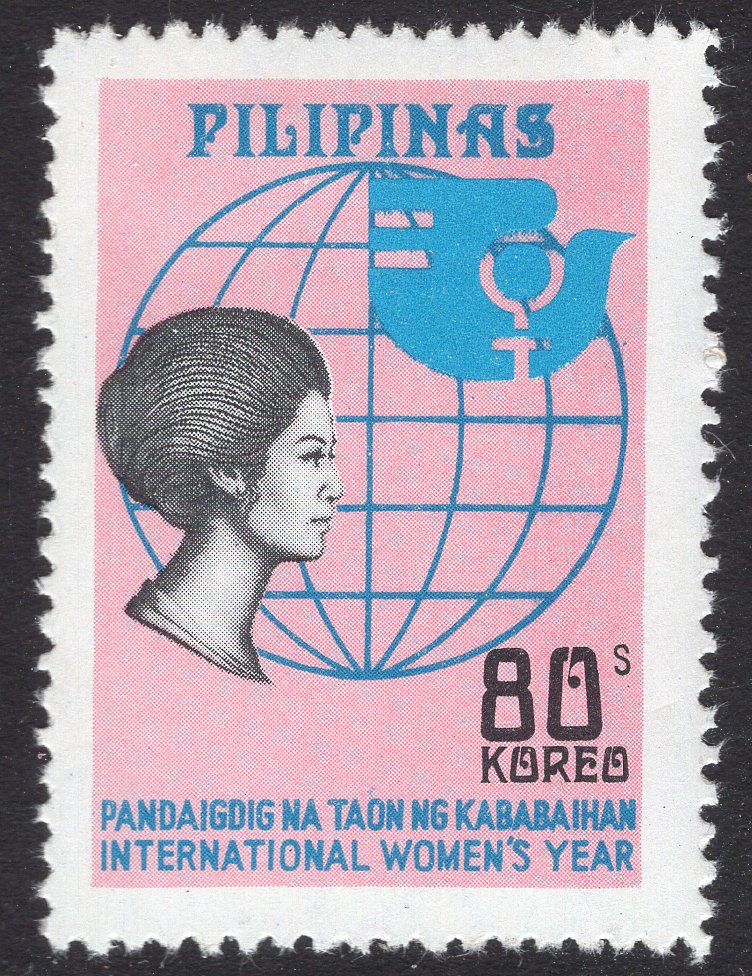 PILIPINAS
80s
KOREO
PANDAIGDIG NA TAON NG KABABAIHAN
INTERNATIONAL WOMEN'S YEAR